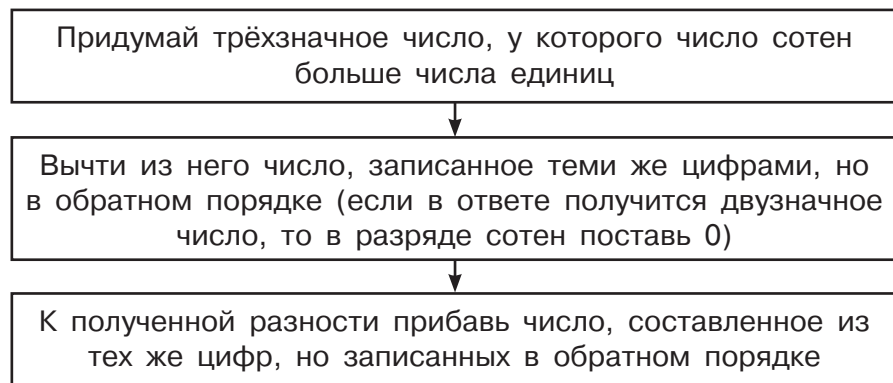 Придумай трёхзначное число, у которого число сотен
больше числа единиц
Вычти из него число, записанное теми же цифрами, но
в обратном порядке (если в ответе получится двузначное
число, то в разряде сотен поставь 0)
К полученной разности прибавь число, составленное из
тех же цифр, но записанных в обратном порядке